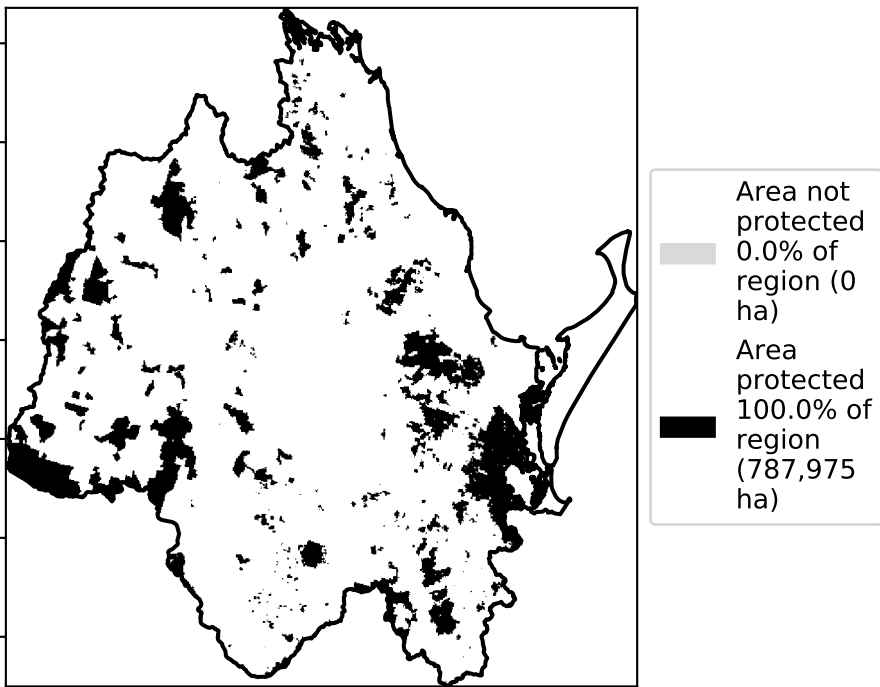 Area not
protected
0.0% of
region (0
ha)
Area
protected
100.0% of
region
(787,975
ha)